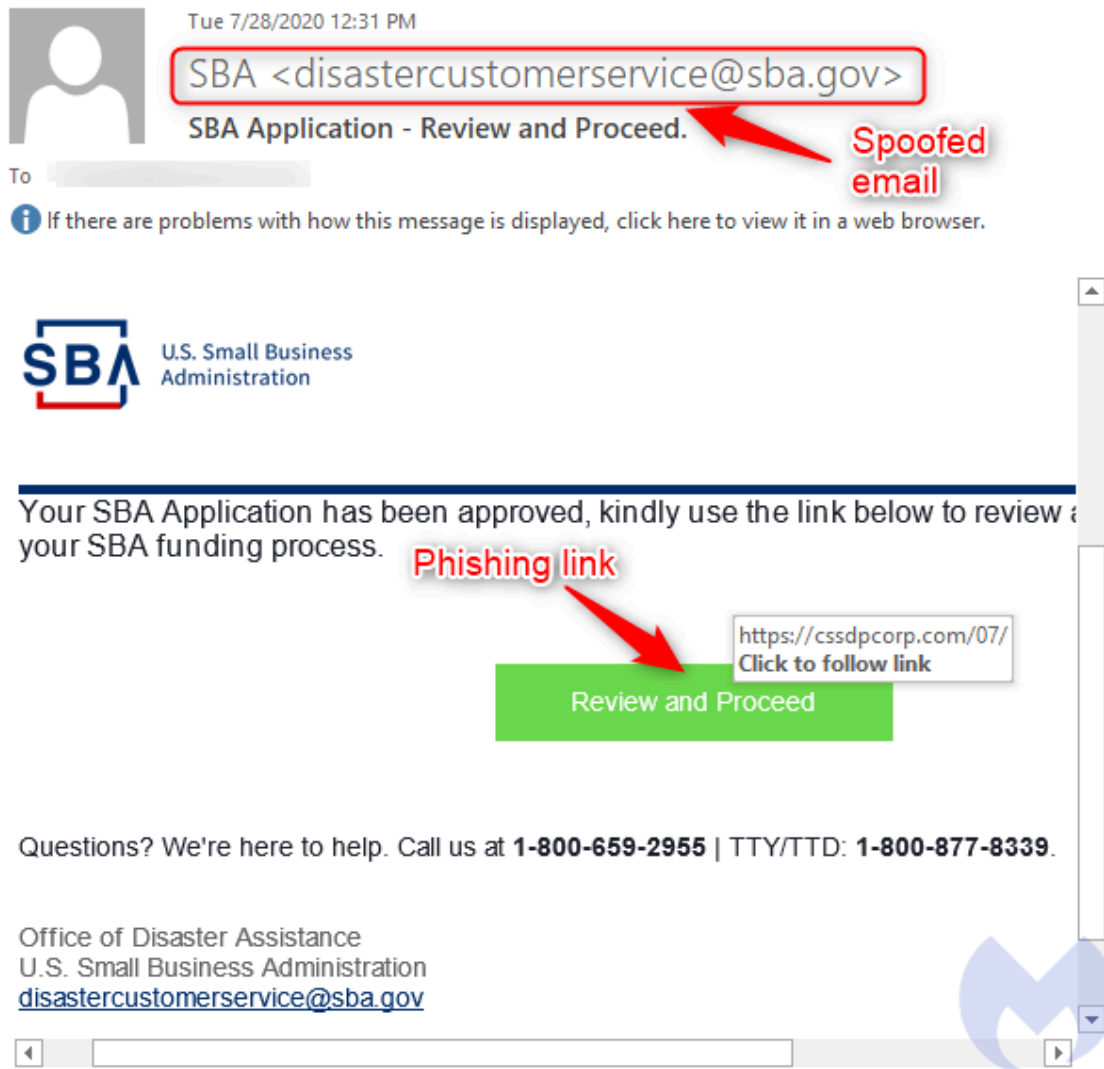 Tue 7/28/2020 12:31 PM
SBA <disastercustomerservice@sba.gov>
SBA Application - Review and Proceed.
Spoofed
email
To
If there are problems with how this message is displayed, click here to view it in a web browser.
SBA
U.S. Small Business
Administration
Your SBA Application has been approved, kindly use the link below to review
your SBA funding process.
Phishing link
https://cssdpcorp.com/07/
Click to follow link
Review and Proceed
Questions? We're here to help. Call us at 1-800-659-2955 | TTY/TTD: 1-800-877-8339.
Office of Disaster Assistance
U.S. Small Business Administration
disastercustomerservice@sba.gov